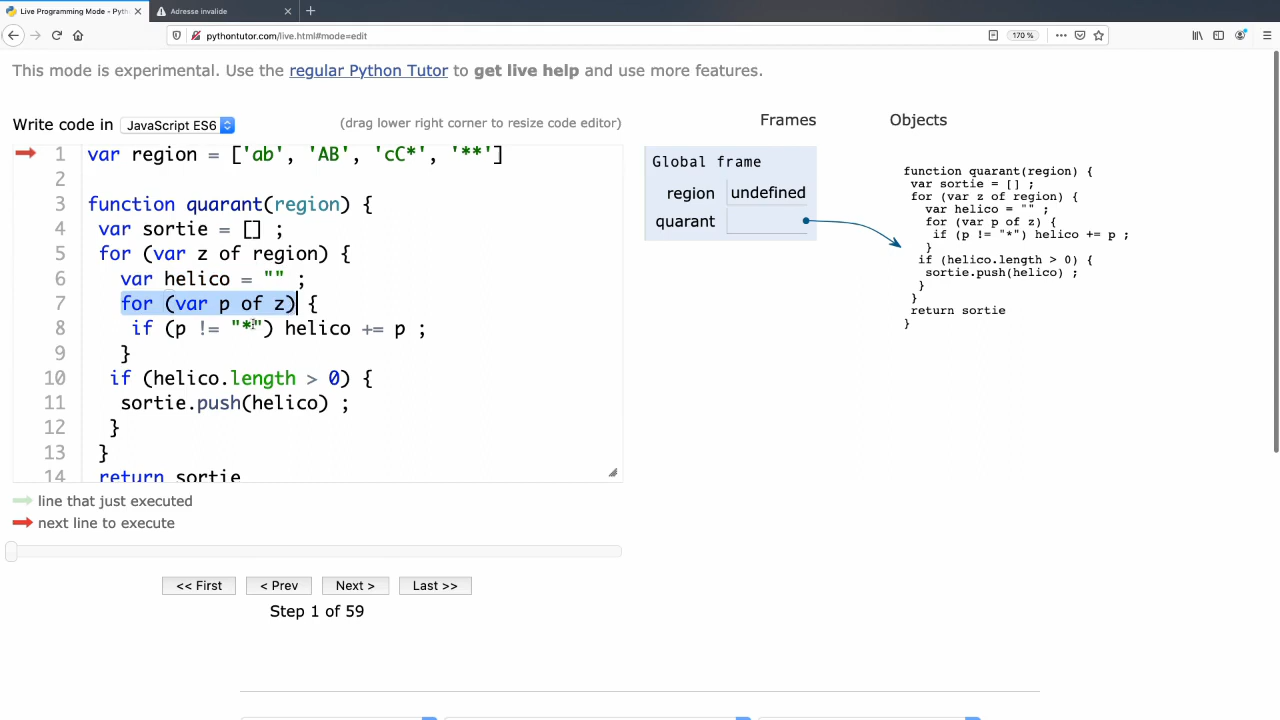 Live Programming Mode - Pyth
Adresse invalide
pythontutor.com/live.html#mode=edit
170 %
This mode is experimental. Use the regular Python Tutor to get live help and use more features.
Write code in JavaScript ES6
(drag lower right corner to resize code editor)
Frames
Objects
1 var region = ['ab', 'AB', 'cC*', '**']
2
3 function quarant(region) {
4 var sortie = [] ;
5 for (var z of region) {
6 var helico = "" ;
7 for (var p of z) {
8 if (p != "*") helico += p ;
9 }
10 if (helico.length > 0) {
11 sortie.push(helico) ;
12 }
13 }
14 return sortie
Global frame
region undefined
quarant
function quarant(region) {
var sortie = [] ;
for (var z of region) {
var helico = "" ;
for (var p of z) {
if (p != "*") helico += p ;
}
if (helico.length > 0) {
sortie.push(helico) ;
}
}
return sortie
}
line that just executed
next line to execute
<< First
< Prev
Next >
Last >>
Step 1 of 59